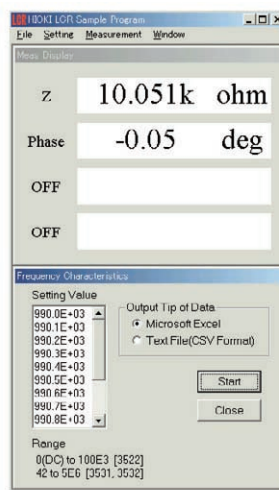 LCR HIOKI LCR Sample Program
File Setting Measurement Window
Meas Display
Z 10.051k ohm
Phase -0.05 deg
OFF
OFF
Frequency Characteristics
Setting Value
990.0E+03
990.1E+03
990.2E+03
990.3E+03
990.4E+03
990.5E+03
990.6E+03
990.7E+03
990.8E+03
Output Tip of Data
Microsoft Excel
Text File(CSV Format)
Start
Close
Range
0(DC) to 100E3 [3522]
42 to 5E6 [3531, 3532]